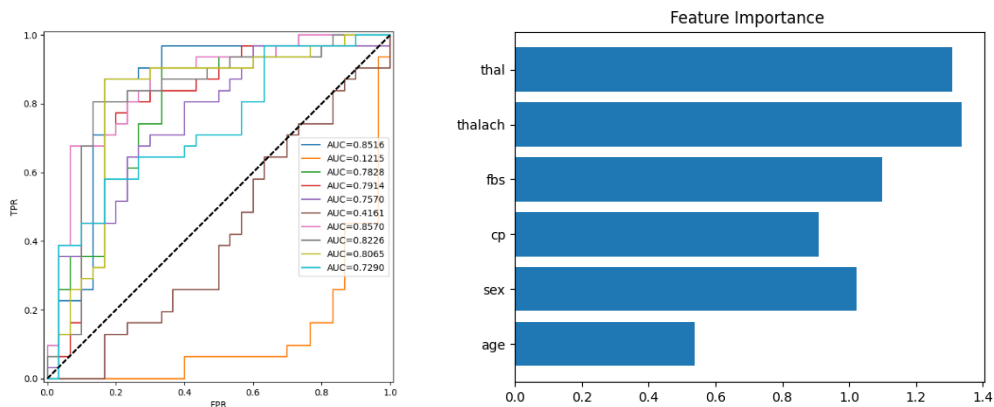 1.0
0.8
0.6
0.4
0.2
0.0
TPR
0.0 0.2 0.4 0.6 0.8 1.0
FPR
AUC=0.8516
AUC=0.1215
AUC=0.7828
AUC=0.7914
AUC=0.7570
AUC=0.4161
AUC=0.8570
AUC=0.8226
AUC=0.8065
AUC=0.7290
Feature Importance
thal
thalach
fbs
cp
sex
age
0.0 0.2 0.4 0.6 0.8 1.0 1.2 1.4